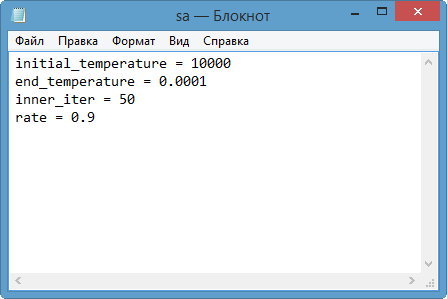 sa — Блокнот
Файл Правка Формат Вид Справка
initial_temperature = 10000
end_temperature = 0.0001
inner_iter = 50
rate = 0.9